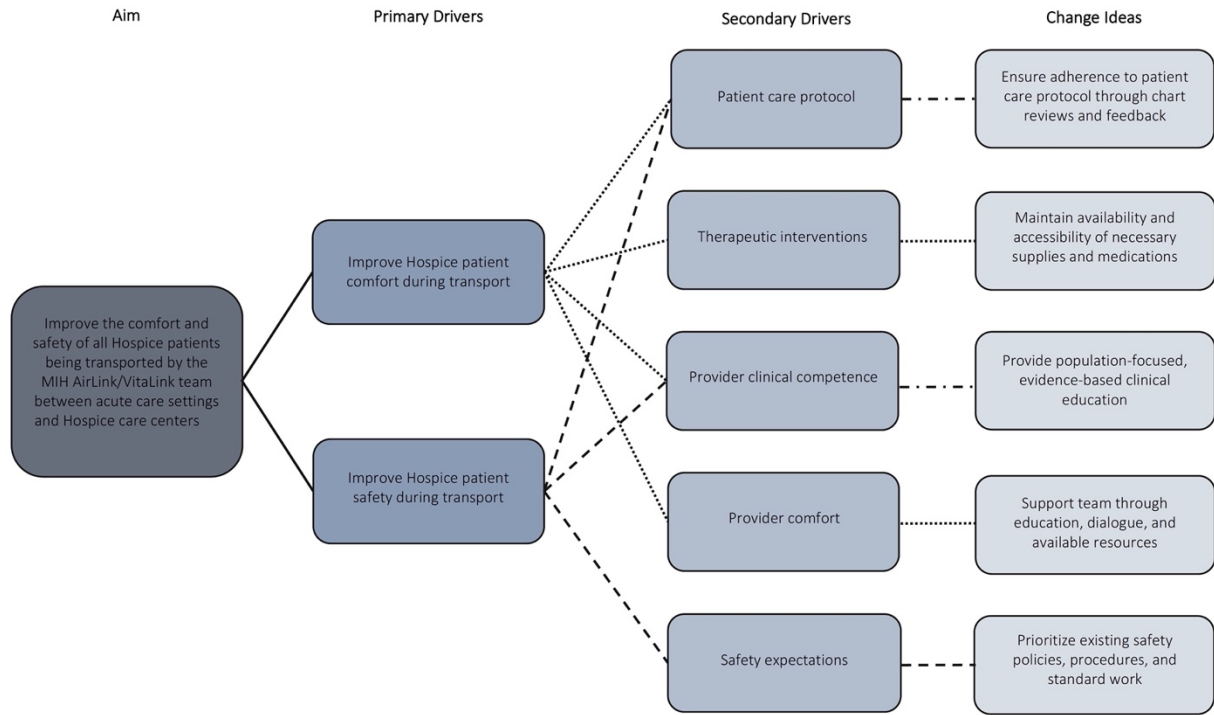 Aim
Primary Drivers
Secondary Drivers
Change Ideas
Improve the comfort and
safety of all Hospice patients
being transported by the
MIH AirLink/VitaLink team
between acute care settings
and Hospice care centers
Improve Hospice patient
comfort during transport
Improve Hospice patient
safety during transport
Patient care protocol
Therapeutic interventions
Provider clinical competence
Provider comfort
Safety expectations
Ensure adherence to patient
care protocol through chart
reviews and feedback
Maintain availability and
accessibility of necessary
supplies and medications
Provide population-focused,
evidence-based clinical
education
Support team through
education, dialogue, and
available resources
Prioritize existing safety
policies, procedures, and
standard work